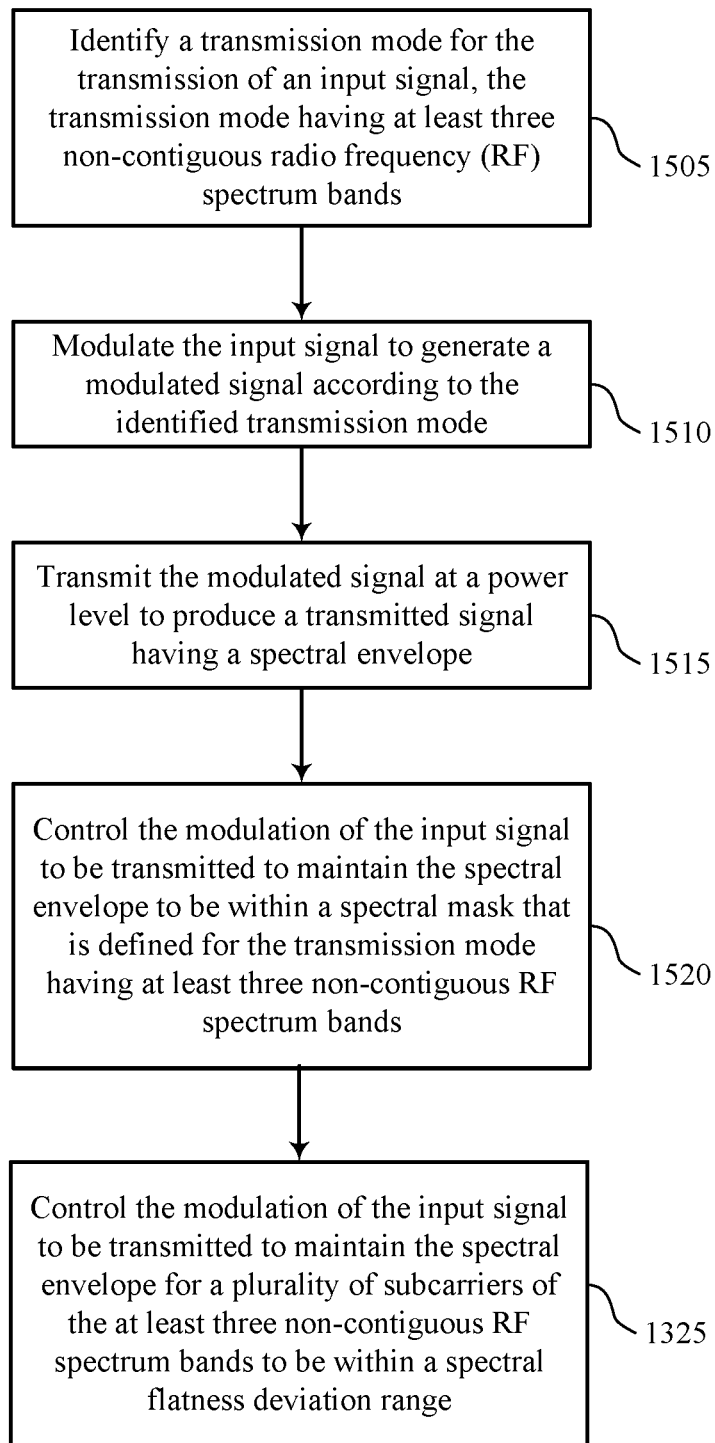 Identify a transmission mode for the
transmission of an input signal, the
transmission mode having at least three
non-contiguous radio frequency (RF)
spectrum bands
1505
Modulate the input signal to generate a
modulated signal according to the
identified transmission mode
1510
Transmit the modulated signal at a power
level to produce a transmitted signal
having a spectral envelope
1515
Control the modulation of the input signal
to be transmitted to maintain the spectral
envelope to be within a spectral mask that
is defined for the transmission mode
having at least three non-contiguous RF
spectrum bands
1520
Control the modulation of the input signal
to be transmitted to maintain the spectral
envelope for a plurality of subcarriers of
the at least three non-contiguous RF
spectrum bands to be within a spectral
flatness deviation range
1325